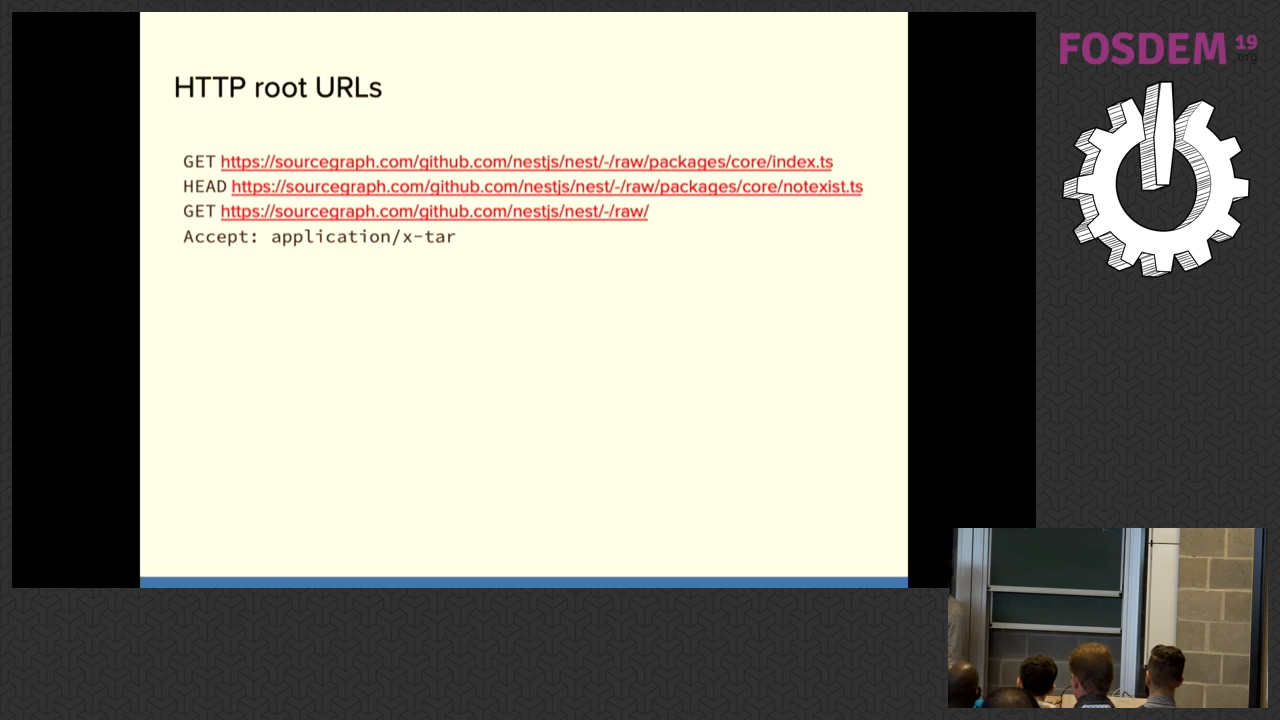 HTTP root URLs
GET https://sourcegraph.com/github.com/nestjs/nest/-/raw/packages/core/index.ts
HEAD https://sourcegraph.com/github.com/nestjs/nest/-/raw/packages/core/notexist.ts
GET https://sourcegraph.com/github.com/nestjs/nest/-/raw/
Accept: application/x-tar
FOSDEM 19
.org